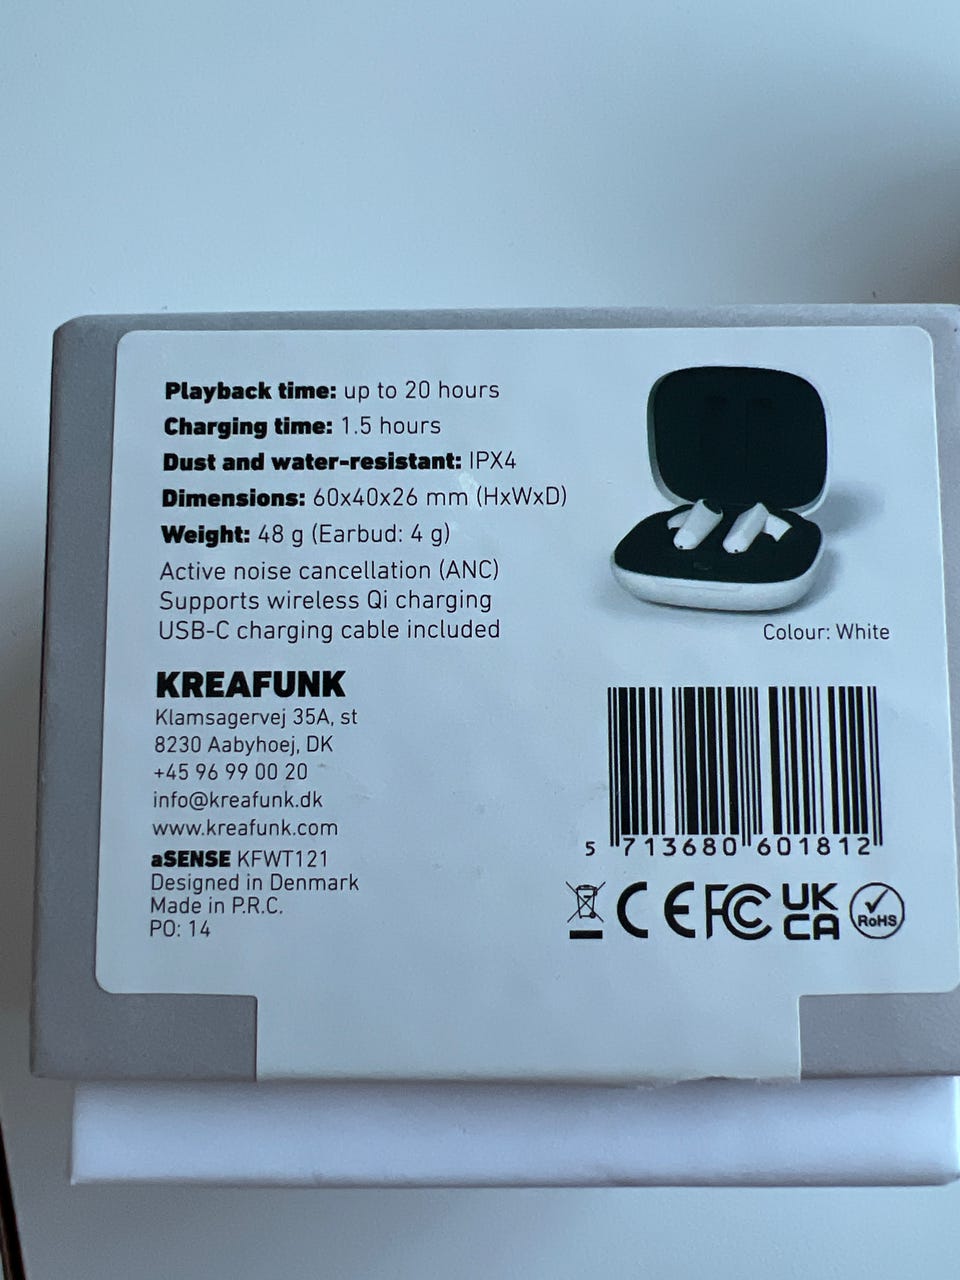 Playback time: up to 20 hours
Charging time: 1.5 hours
Dust and water-resistant: IPX4
Dimensions: 60x40x26 mm (HxWxD)
Weight: 48 g (Earbud: 4 g)
Active noise cancellation (ANC)
Supports wireless Qi charging
USB-C charging cable included
Colour: White
KREAFUNK
Klamsagervej 35A, st
8230 Aabyhoej, DK
+45 96 99 00 20
info@kreafunk.dk
www.kreafunk.com
aSENSE KFWT121
Designed in Denmark
Made in P.R.C.
PO: 14
5 713680 601812
CE FC UK
CA
RoHS